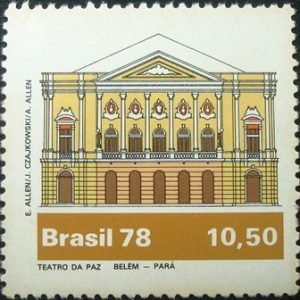 E. ALLEN/J. CZAJKOWSKI/A. ALLEN
Brasil 78 10,50
TEATRO DA PAZ BELÉM — PARÁ